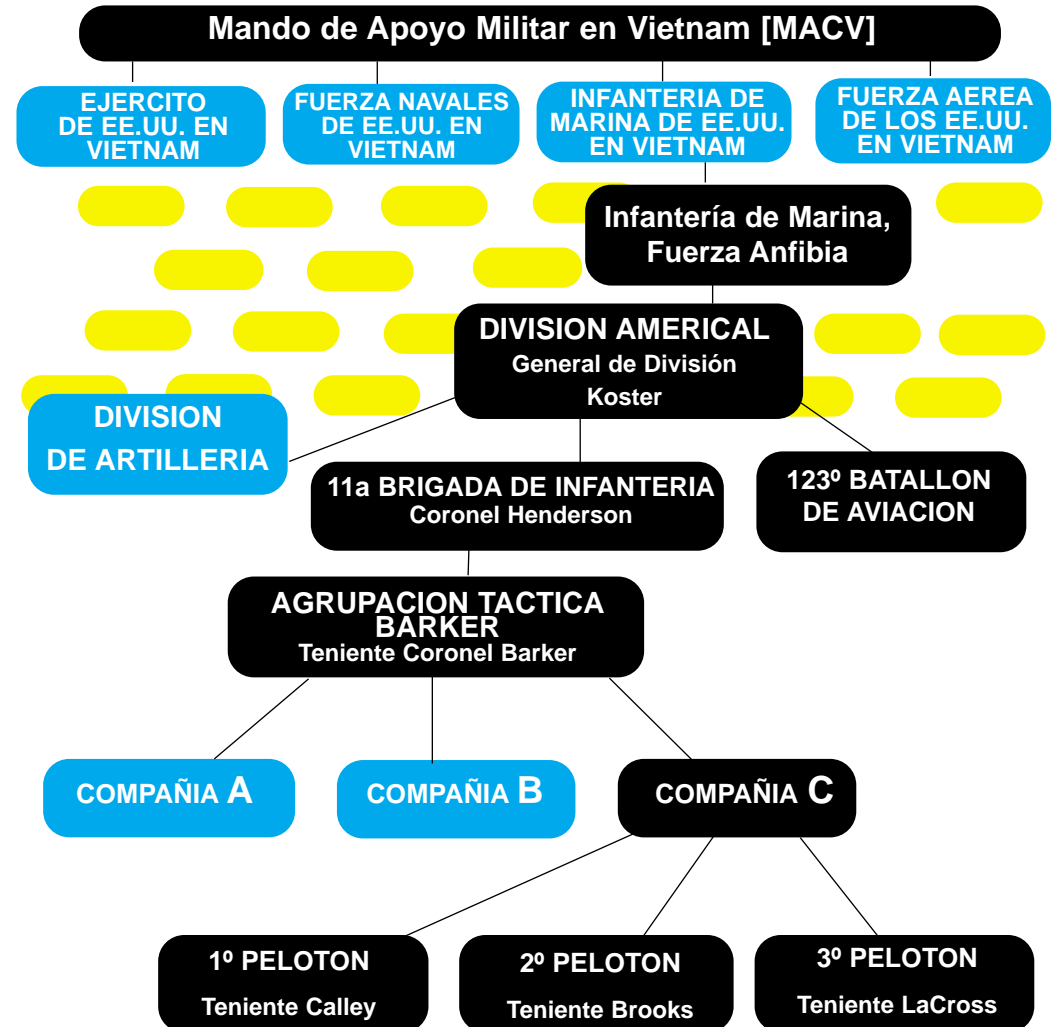 Mando de Apoyo Militar en Vietnam [MACV]
EJERCITO
DE EE.UU. EN
VIETNAM
FUERZA NAVALES
DE EE.UU. EN
VIETNAM
INFANTERIA DE
MARINA DE EE.UU.
EN VIETNAM
FUERZA AEREA
DE LOS EE.UU.
EN VIETNAM
Infantería de Marina,
Fuerza Anfibia
DIVISION AMERICAL
General de División
Koster
DIVISION
DE ARTILLERIA
11a BRIGADA DE INFANTERIA
Coronel Henderson
123º BATALLON
DE AVIACION
AGRUPACION TACTICA
BARKER
Teniente Coronel Barker
COMPAÑIA A
COMPAÑIA B
COMPAÑIA C
1º PELOTON
Teniente Calley
2º PELOTON
Teniente Brooks
3º PELOTON
Teniente LaCross